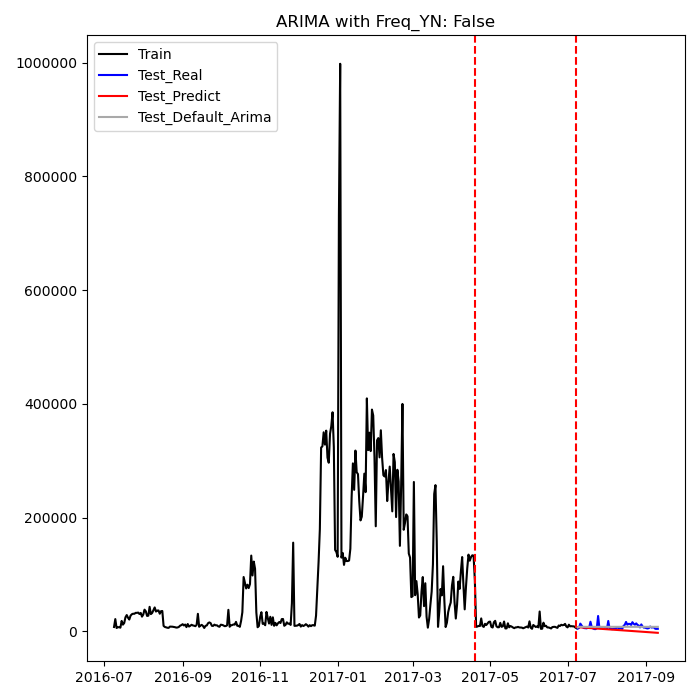 ARIMA with Freq_YN: False
Train
Test_Real
Test_Predict
Test_Default_Arima
1000000
800000
600000
400000
200000
0
2016-07 2016-09 2016-11 2017-01 2017-03 2017-05 2017-07 2017-09